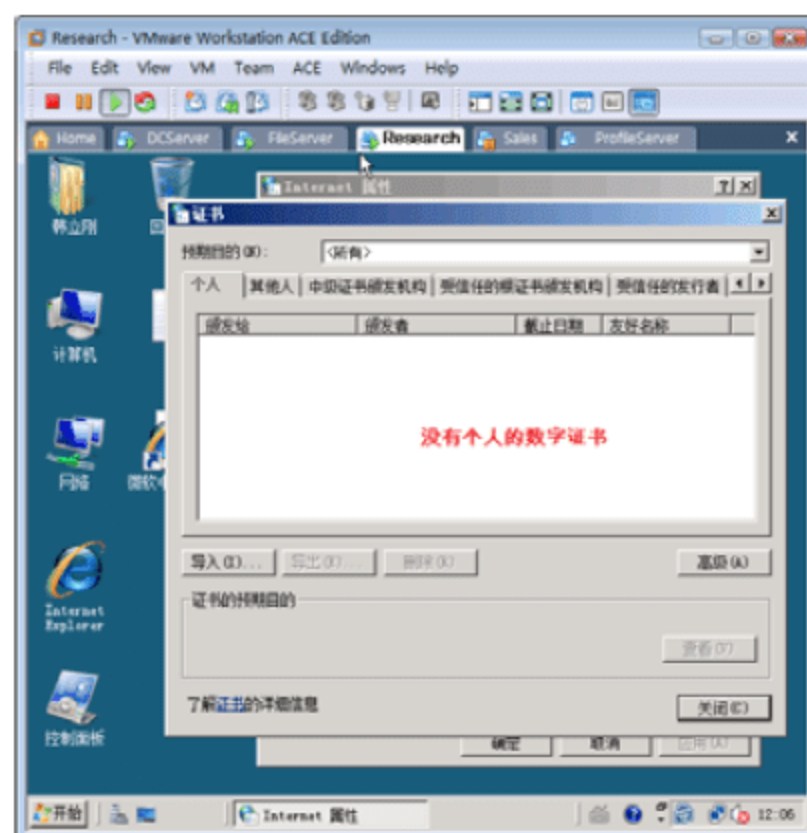 Research - VMware Workstation ACE Edition
File Edit View VM Team ACE Windows Help
Home DCServer FileServer Research Sales ProfileServer
韩立刚
Internet 属性
证书
预期目的(N): <所有>
个人 其他人 中级证书颁发机构 受信任的根证书颁发机构 受信任的发行者
颁发给 颁发者 截止日期 友好名称
计算机
没有个人的数字证书
网络
微软
导入(I)... 导出(E)... 删除(R) 高级(A)
Internet
Explorer
证书的预期目的
查看(V)
了解证书的详细信息
关闭(C)
控制面板
确定 取消 应用(A)
开始 Internet 属性 12:06